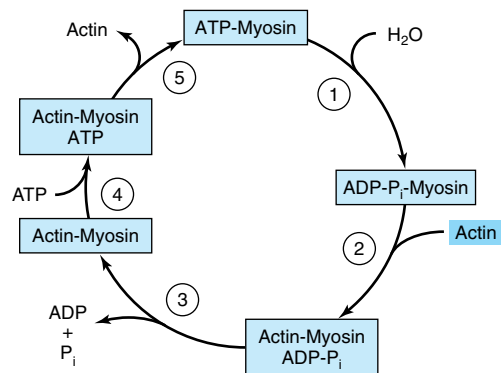 Actin
ATP-Myosin
H₂O
5
1
Actin-Myosin
ATP
ATP
4
ADP-Pᵢ-Myosin
2
Actin
Actin-Myosin
3
ADP
+
Pᵢ
Actin-Myosin
ADP-Pᵢ